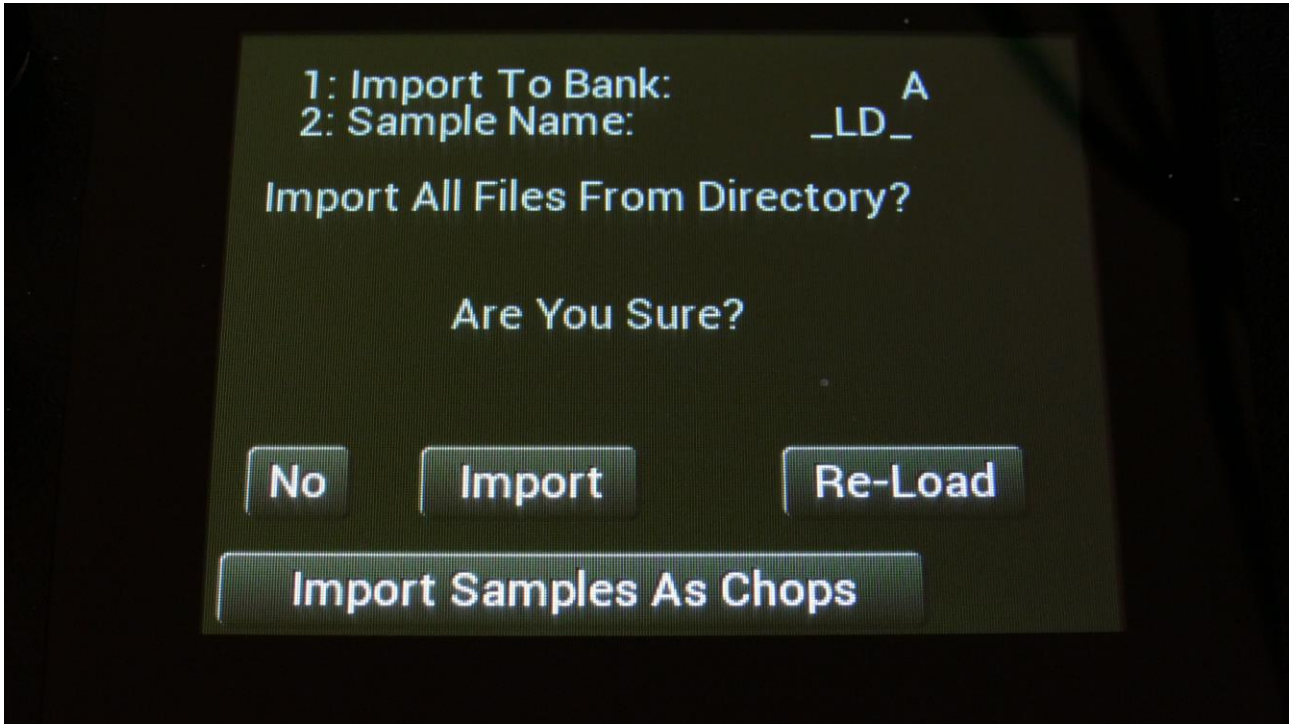 1: Import To Bank: A
2: Sample Name: _LD_
Import All Files From Directory?
Are You Sure?
No Import Re-Load
Import Samples As Chops